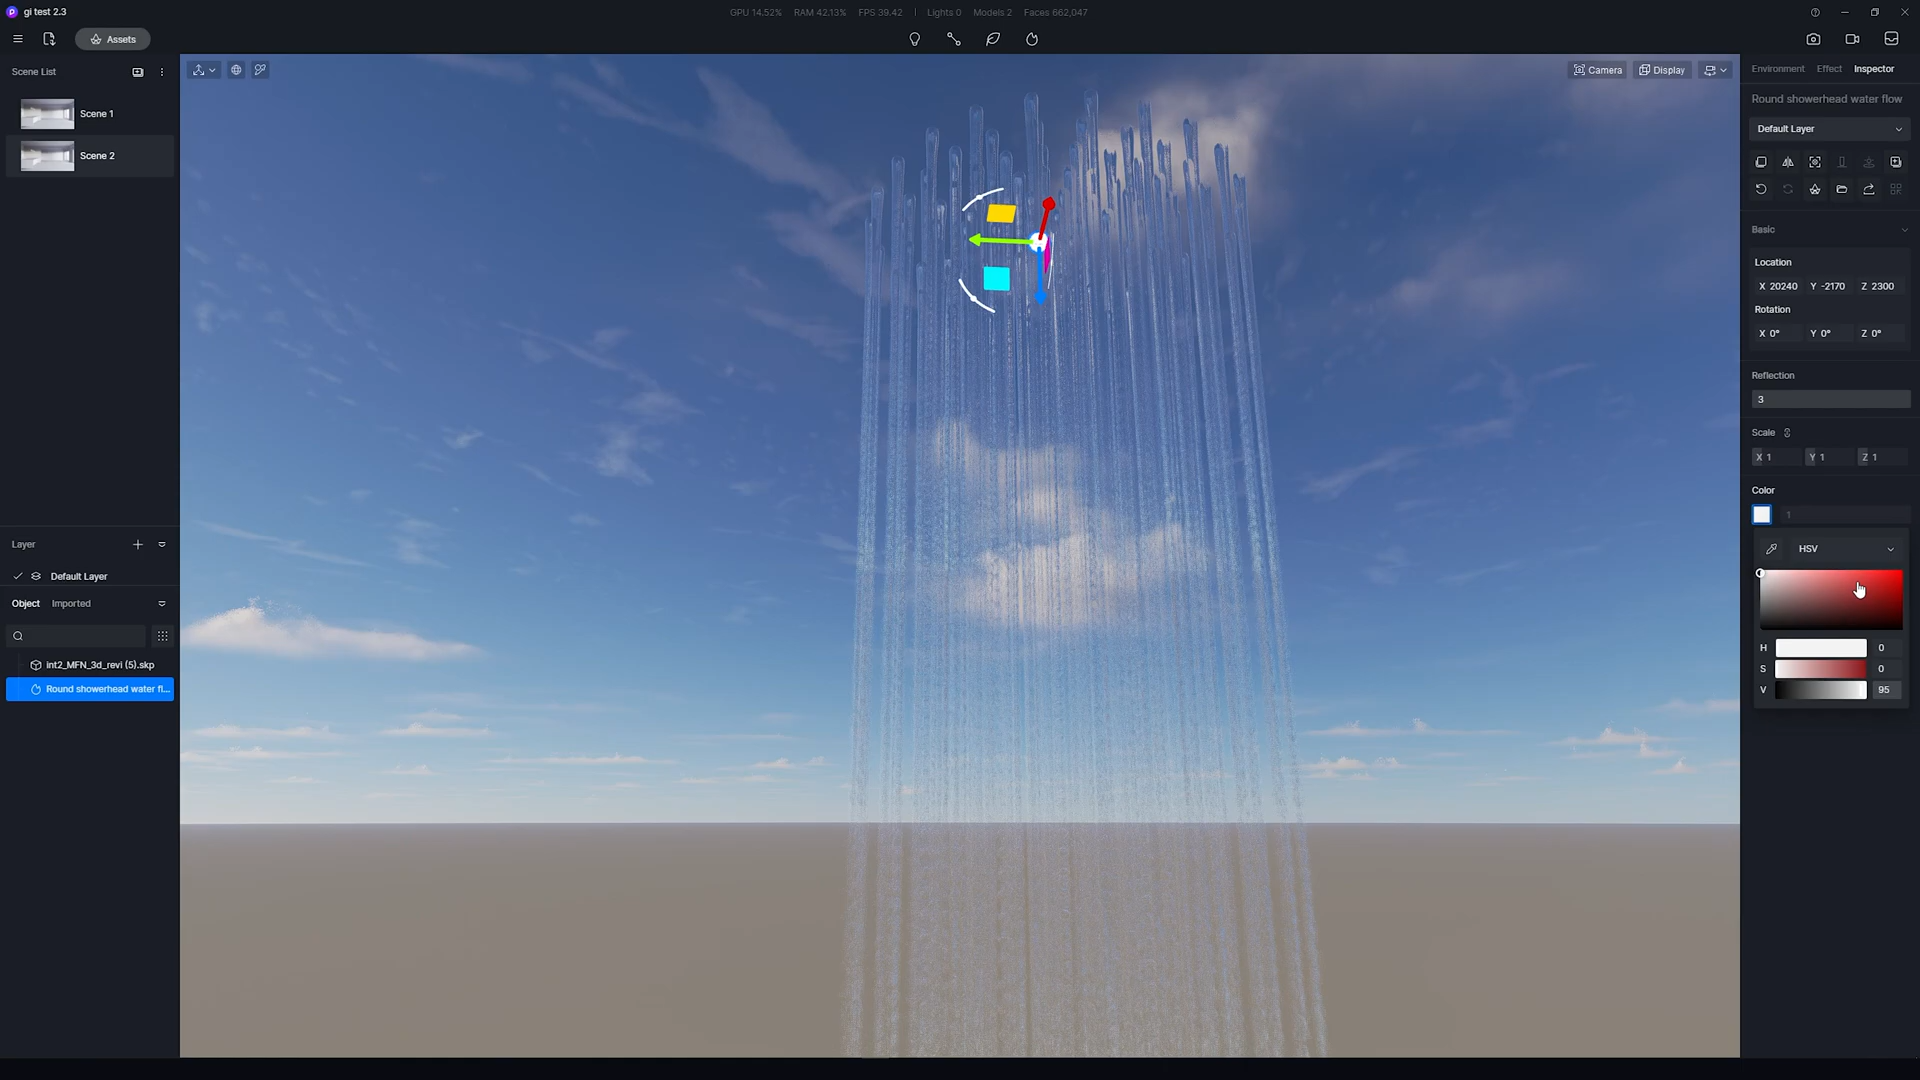 gi test 2.3
GPU 14.52% RAM 42.13% FPS 39.42 Lights 0 Models 2 Faces 662,047
Assets
Scene List
Scene 1
Scene 2
Camera
Display
Environment Effect Inspector
Round showerhead water flow
Default Layer
Basic
Location
X 20240 Y -2170 Z 2300
Rotation
X 0° Y 0° Z 0°
Reflection
3
Scale
X 1 Y 1 Z 1
Color
1
HSV
H 0
S 0
V 95
Layer
Default Layer
Object Imported
int2_MFN_3d_revi (5).skp
Round showerhead water fl...